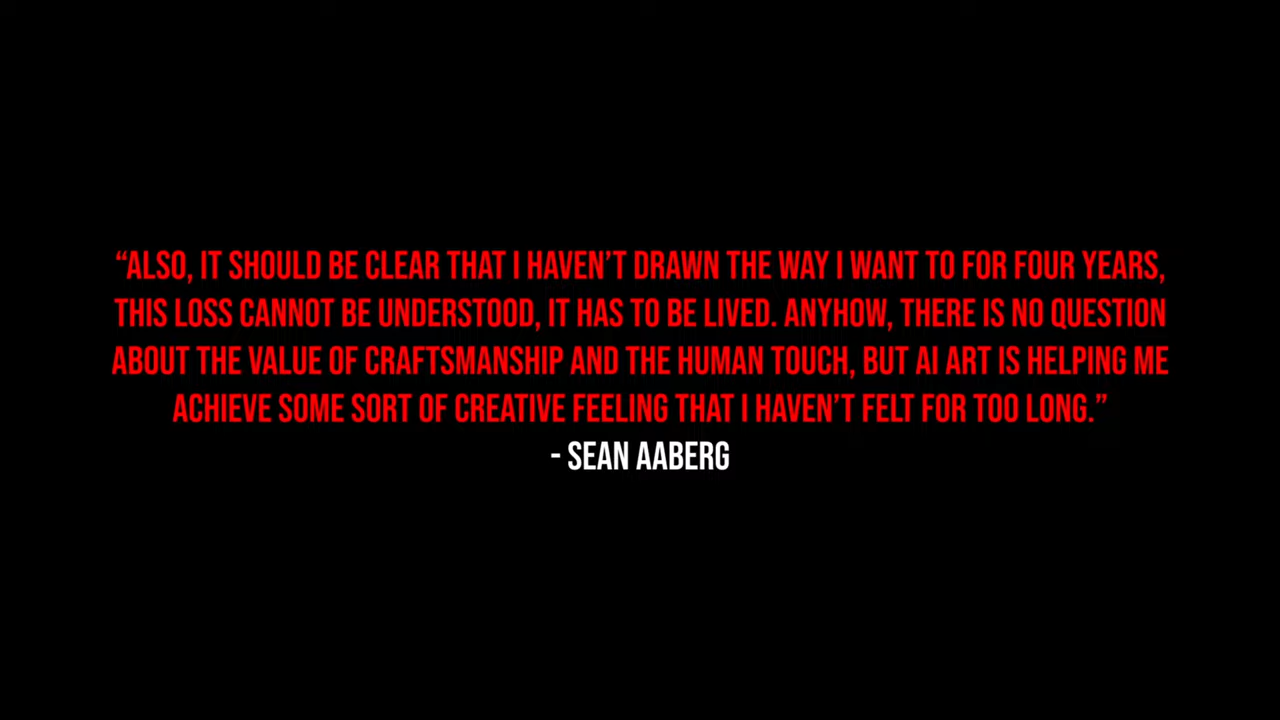 “ALSO, IT SHOULD BE CLEAR THAT I HAVEN’T DRAWN THE WAY I WANT TO FOR FOUR YEARS,
THIS LOSS CANNOT BE UNDERSTOOD, IT HAS TO BE LIVED. ANYHOW, THERE IS NO QUESTION
ABOUT THE VALUE OF CRAFTSMANSHIP AND THE HUMAN TOUCH, BUT AI ART IS HELPING ME
ACHIEVE SOME SORT OF CREATIVE FEELING THAT I HAVEN’T FELT FOR TOO LONG.”
- SEAN AABERG